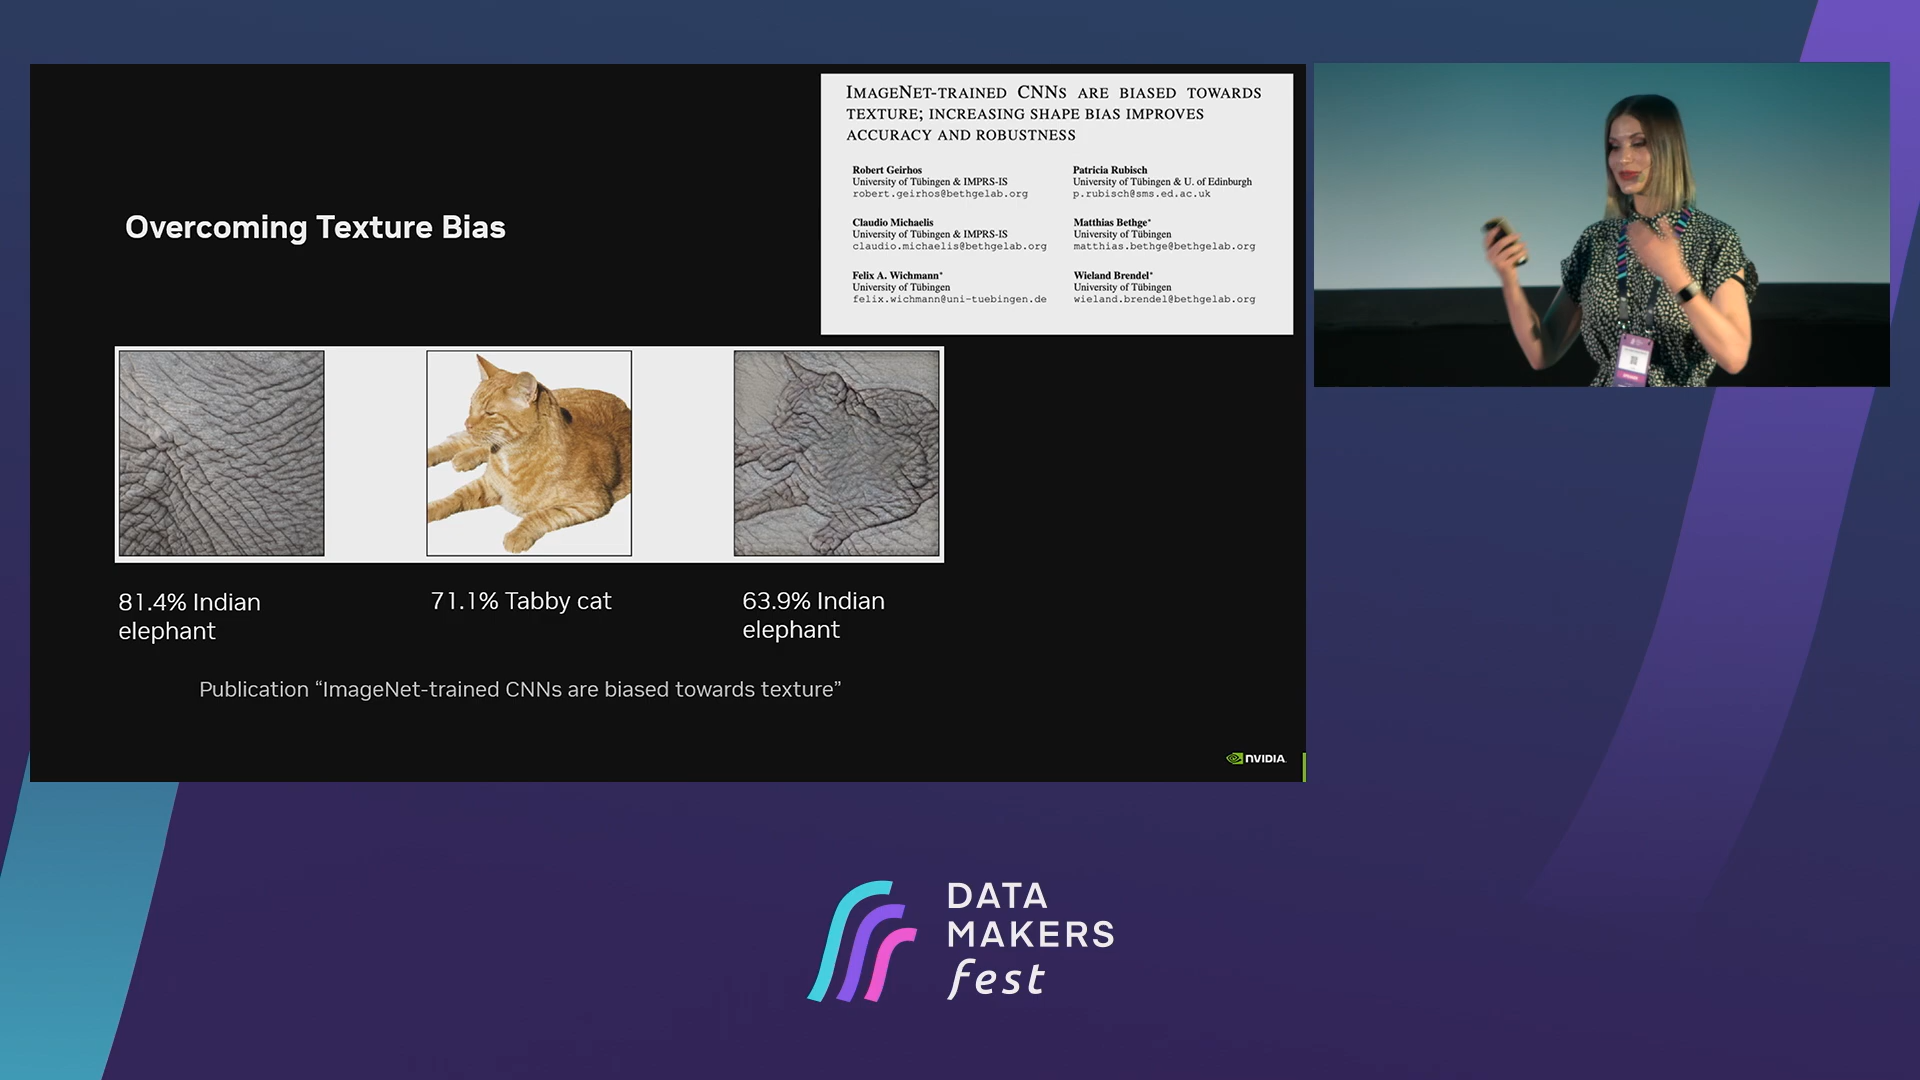 Overcoming Texture Bias
IMAGENET-TRAINED CNNS ARE BIASED TOWARDS
TEXTURE; INCREASING SHAPE BIAS IMPROVES
ACCURACY AND ROBUSTNESS
Robert Geirhos
University of Tübingen & IMPRS-IS
robert.geirhos@bethgelab.org
Patricia Rubisch
University of Tübingen & U. of Edinburgh
p.rubisch@sms.ed.ac.uk
Claudio Michaelis
University of Tübingen & IMPRS-IS
claudio.michaelis@bethgelab.org
Matthias Bethge*
University of Tübingen
matthias.bethge@bethgelab.org
Felix A. Wichmann*
University of Tübingen
felix.wichmann@uni-tuebingen.de
Wieland Brendel*
University of Tübingen
wieland.brendel@bethgelab.org
81.4% Indian
elephant
71.1% Tabby cat
63.9% Indian
elephant
Publication “ImageNet-trained CNNs are biased towards texture”
NVIDIA
DATA
MAKERS
fest